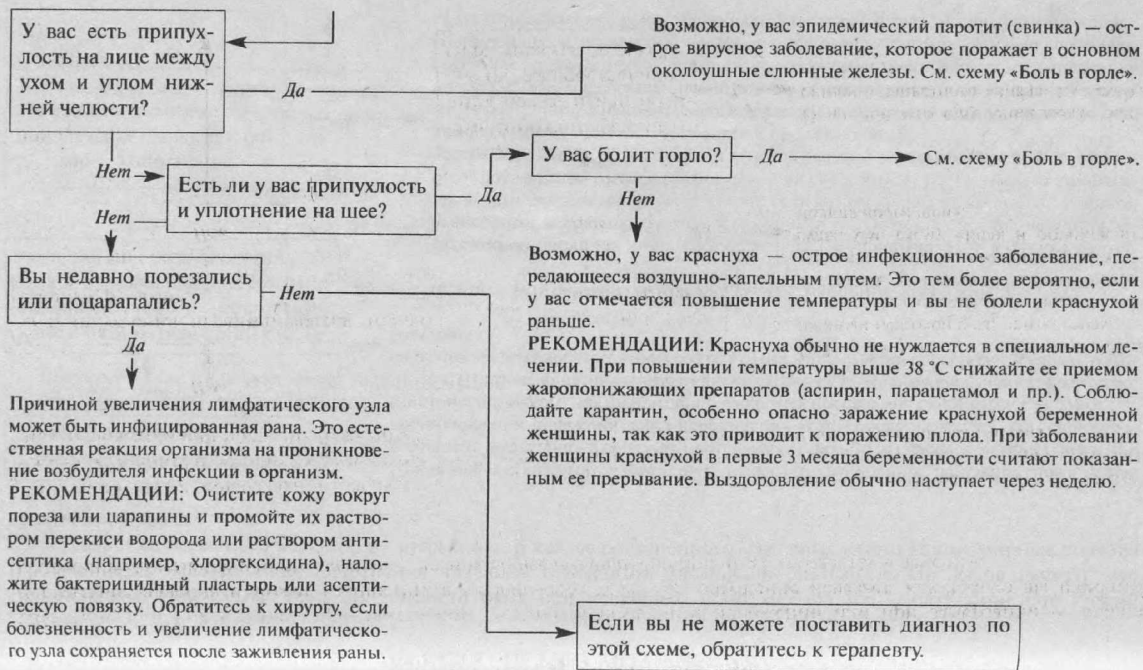 У вас есть припух-
лость на лице между
ухом и углом ниж-
ней челюсти?
Да
Возможно, у вас эпидемический паротит (свинка) — ост-
рое вирусное заболевание, которое поражает в основном
околоушные слюнные железы. См. схему «Боль в горле».
Нет
Есть ли у вас припухлость
и уплотнение на шее?
Да
У вас болит горло?
Да
См. схему «Боль в горле».
Нет
Возможно, у вас краснуха — острое инфекционное заболевание, пе-
редающееся воздушно-капельным путем. Это тем более вероятно, если
у вас отмечается повышение температуры и вы не болели краснухой
раньше.
РЕКОМЕНДАЦИИ: Краснуха обычно не нуждается в специальном ле-
чении. При повышении температуры выше 38 °С снижайте ее приемом
жаропонижающих препаратов (аспирин, парацетамол и пр.). Соблю-
дайте карантин, особенно опасно заражение краснухой беременной
женщины, так как это приводит к поражению плода. При заболевании
женщины краснухой в первые 3 месяца беременности считают показан-
ным ее прерывание. Выздоровление обычно наступает через неделю.
Нет
Вы недавно порезались
или поцарапались?
Нет
Да
Причиной увеличения лимфатического узла
может быть инфицированная рана. Это есте-
ственная реакция организма на проникнове-
ние возбудителя инфекции в организм.
РЕКОМЕНДАЦИИ: Очистите кожу вокруг
пореза или царапины и промойте их раство-
ром перекиси водорода или раствором анти-
септика (например, хлоргексидина), нало-
жите бактерицидный пластырь или асепти-
ческую повязку. Обратитесь к хирургу, если
болезненность и увеличение лимфатическо-
го узла сохраняется после заживления раны.
Если вы не можете поставить диагноз по
этой схеме, обратитесь к терапевту.